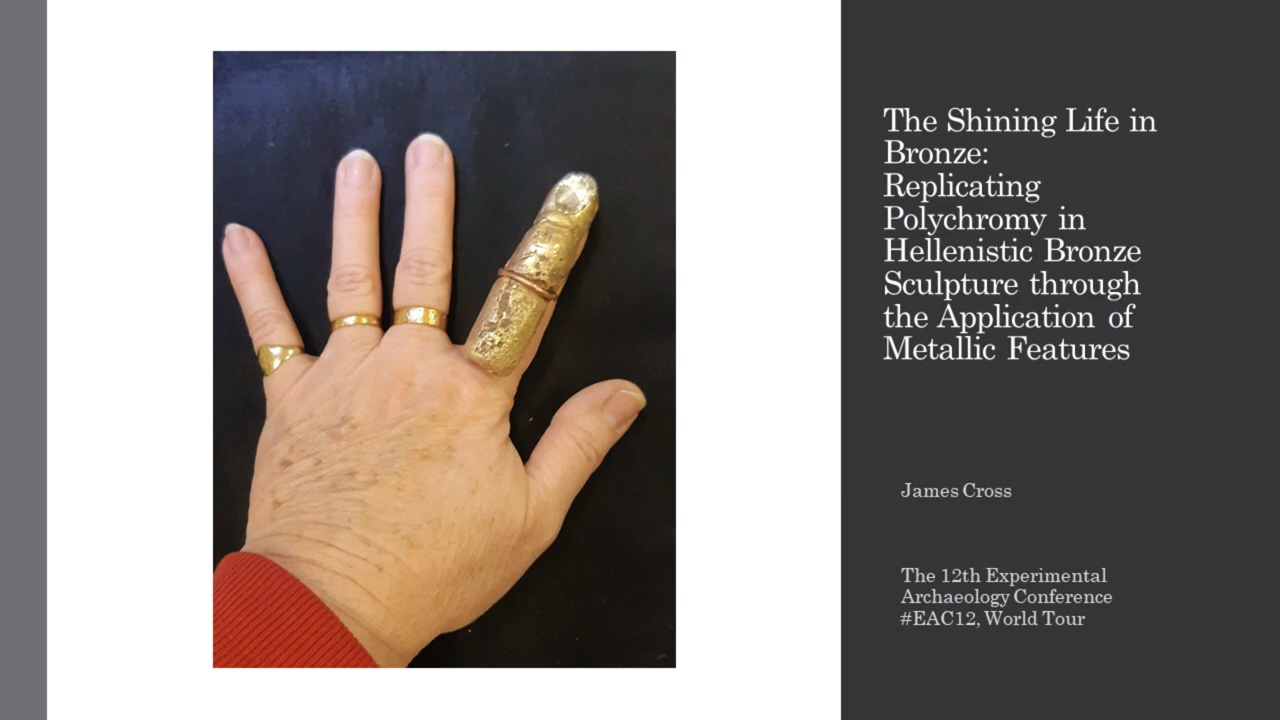 The Shining Life in
Bronze:
Replicating
Polychromy in
Hellenistic Bronze
Sculpture through
the Application of
Metallic Features
James Cross
The 12th Experimental
Archaeology Conference
#EAC12, World Tour